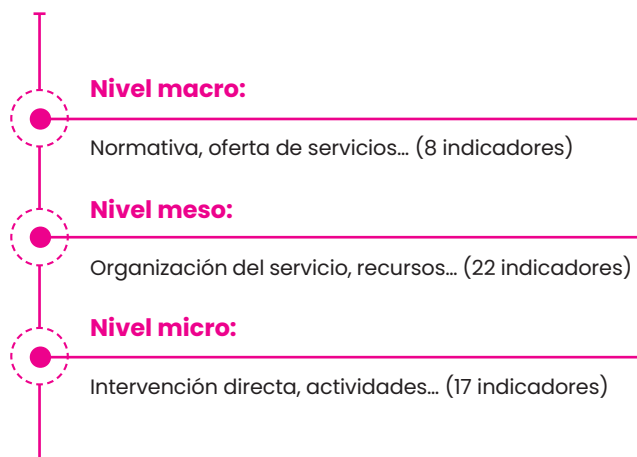 Nivel macro:
Normativa, oferta de servicios... (8 indicadores)
Nivel meso:
Organización del servicio, recursos... (22 indicadores)
Nivel micro:
Intervención directa, actividades... (17 indicadores)